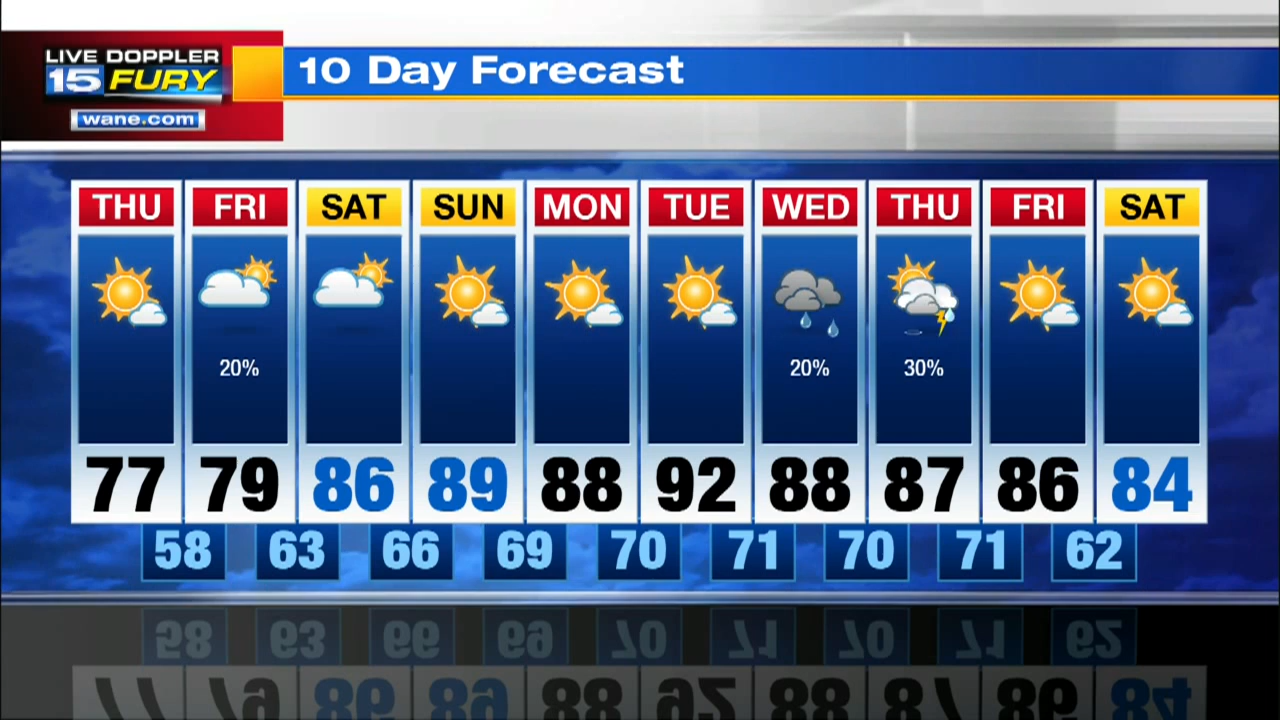 LIVE DOPPLER
15 FURY
wane.com
10 Day Forecast
THU FRI SAT SUN MON TUE WED THU FRI SAT
20% 20% 30%
77 79 86 89 88 92 88 87 86 84
58 63 66 69 70 71 70 71 62